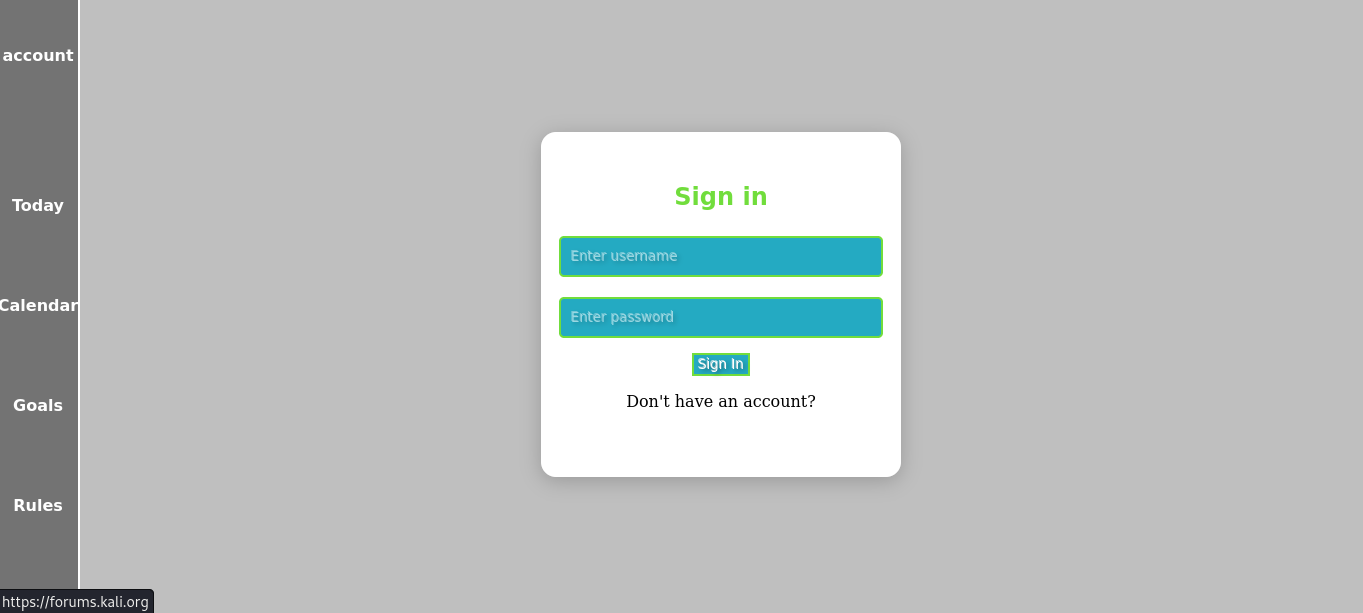 account
Today
Calendar
Goals
Rules
Sign in
Enter username
Enter password
Sign In
Don't have an account?
https://forums.kali.org